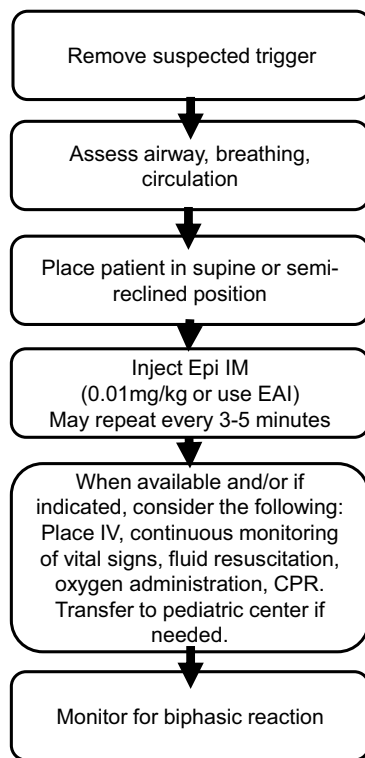 Remove suspected trigger
Assess airway, breathing,
circulation
Place patient in supine or semi-
reclined position
Inject Epi IM
(0.01mg/kg or use EAI)
May repeat every 3-5 minutes
When available and/or if
indicated, consider the following:
Place IV, continuous monitoring
of vital signs, fluid resuscitation,
oxygen administration, CPR.
Transfer to pediatric center if
needed.
Monitor for biphasic reaction